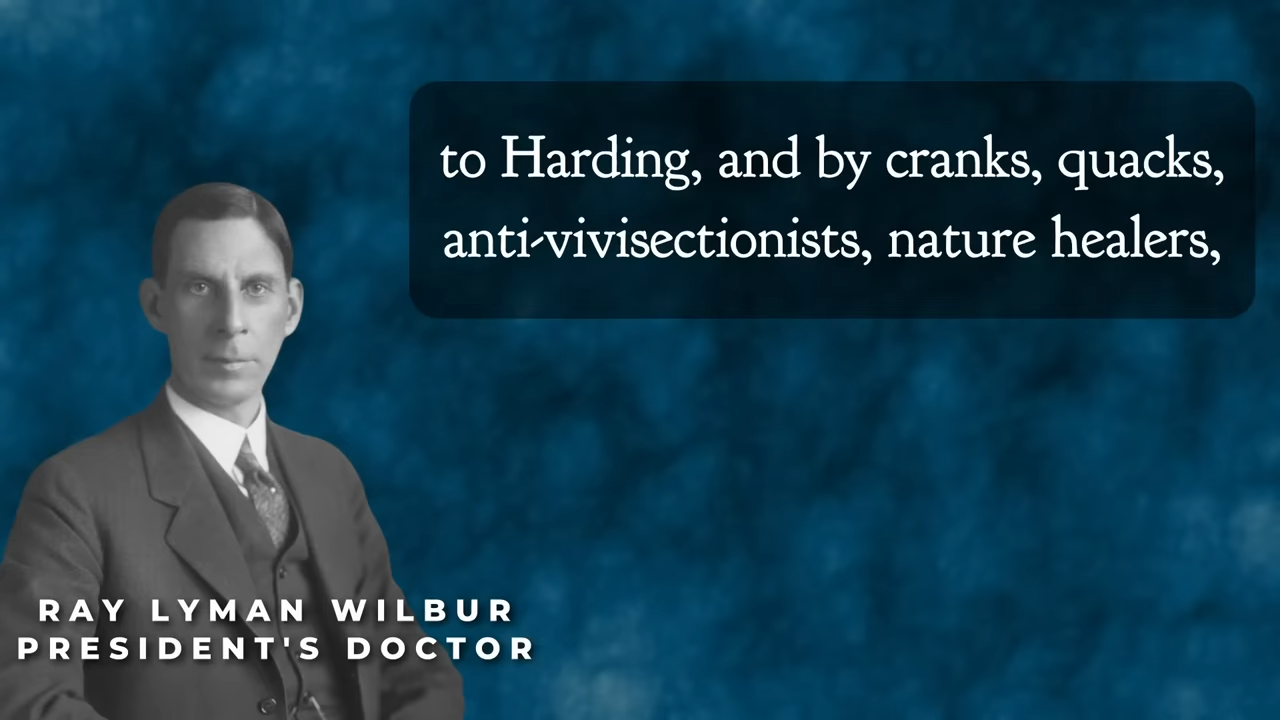 to Harding, and by cranks, quacks,
anti-vivisectionists, nature healers,
RAY LYMAN WILBUR
PRESIDENT'S DOCTOR